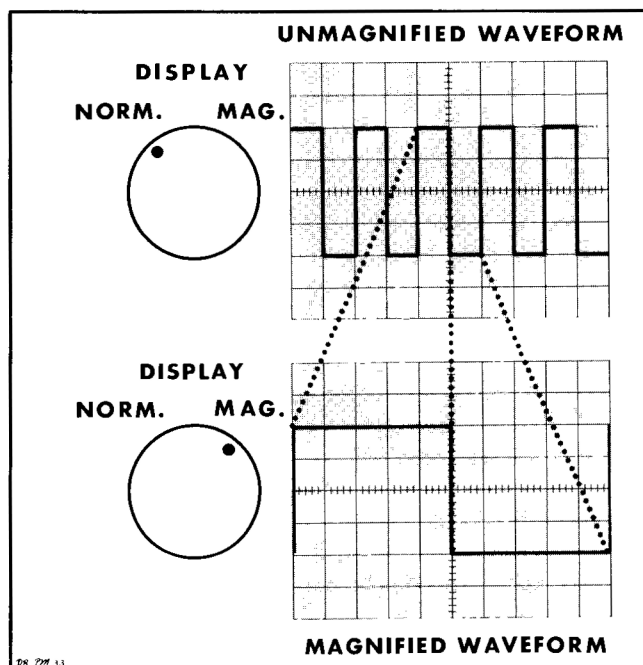 UNMAGNIFIED WAVEFORM
DISPLAY
NORM. MAG.
DISPLAY
NORM. MAG.
MAGNIFIED WAVEFORM